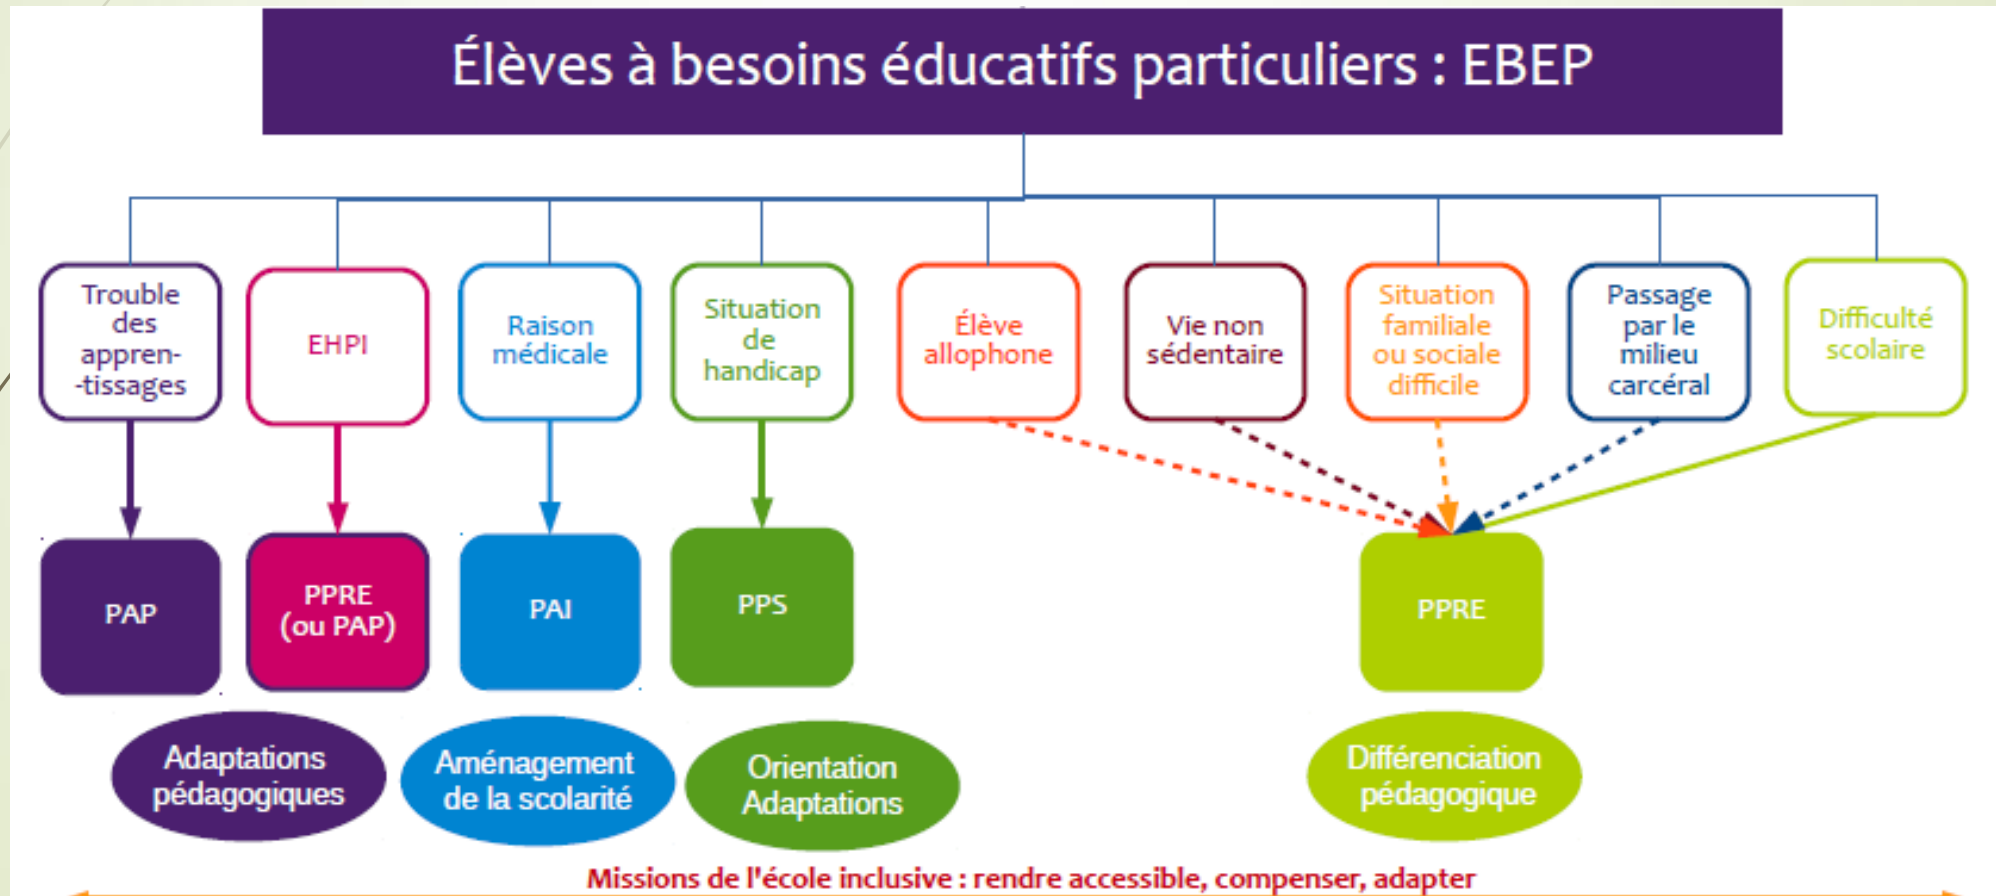 Élèves à besoins éducatifs particuliers : EBEP
Trouble
des
appren-
-tissages
EHPI
Raison
médicale
Situation
de
handicap
Élève
allophone
Vie non
sédentaire
Situation
familiale
ou sociale
difficile
Passage
par le
milieu
carcéral
Difficulté
scolaire
PAP
PPRE
(ou PAP)
PAI
PPS
PPRE
Adaptations
pédagogiques
Aménagement
de la scolarité
Orientation
Adaptations
Différenciation
pédagogique
Missions de l'école inclusive : rendre accessible, compenser, adapter